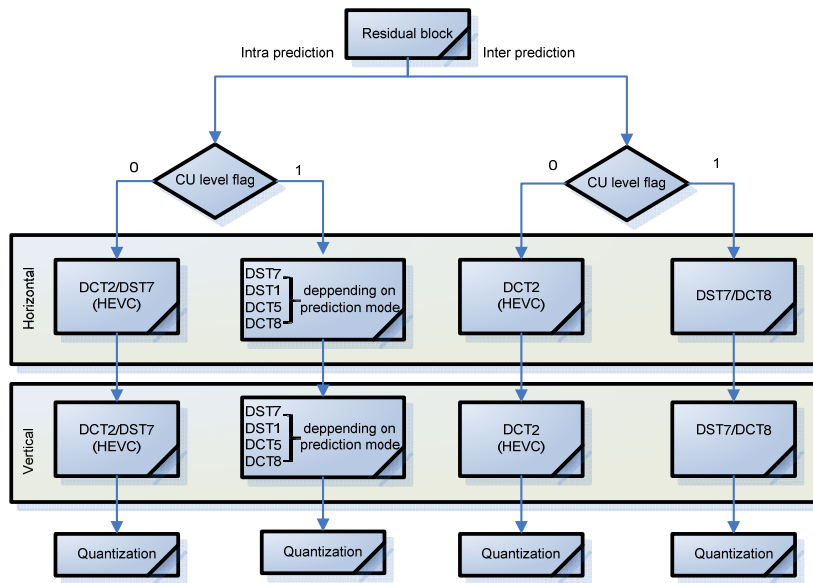 Residual block
Intra prediction
Inter prediction
CU level flag
0
1
CU level flag
0
1
Horizontal
DCT2/DST7
(HEVC)
DST7
DST1
DCT5
DCT8
deppending on
prediction mode
DCT2
(HEVC)
DST7/DCT8
Vertical
DCT2/DST7
(HEVC)
DST7
DST1
DCT5
DCT8
deppending on
prediction mode
DCT2
(HEVC)
DST7/DCT8
Quantization
Quantization
Quantization
Quantization